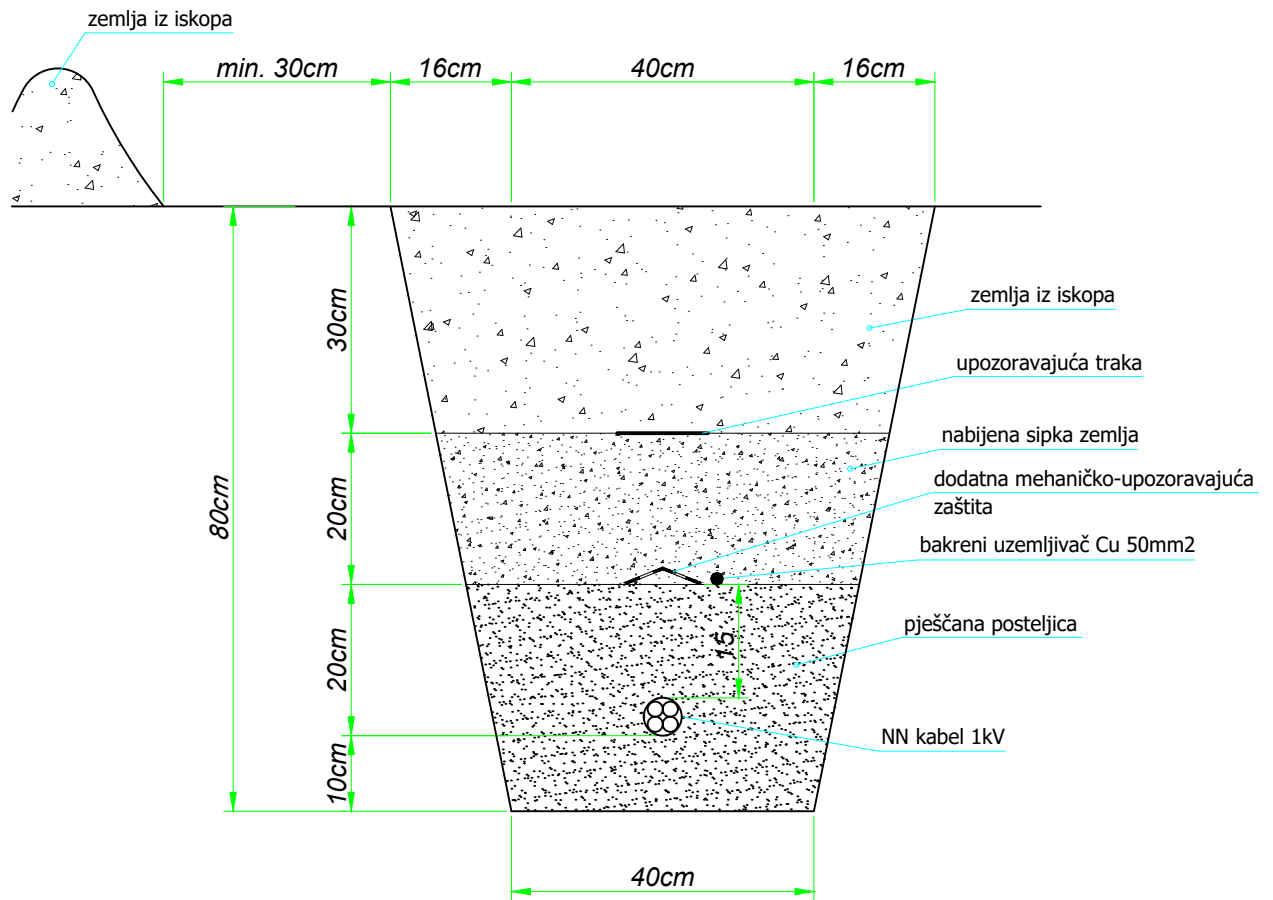 zemlja iz iskopa
min. 30cm
16cm
40cm
16cm
30cm
zemlja iz iskopa
upozoravajuća traka
nabijena sipka zemlja
dodatna mehaničko-upozoravajuća
zaštita
80cm
20cm
bakreni uzemljivač Cu 50mm2
pješčana posteljica
15
20cm
NN kabel 1kV
10cm
40cm